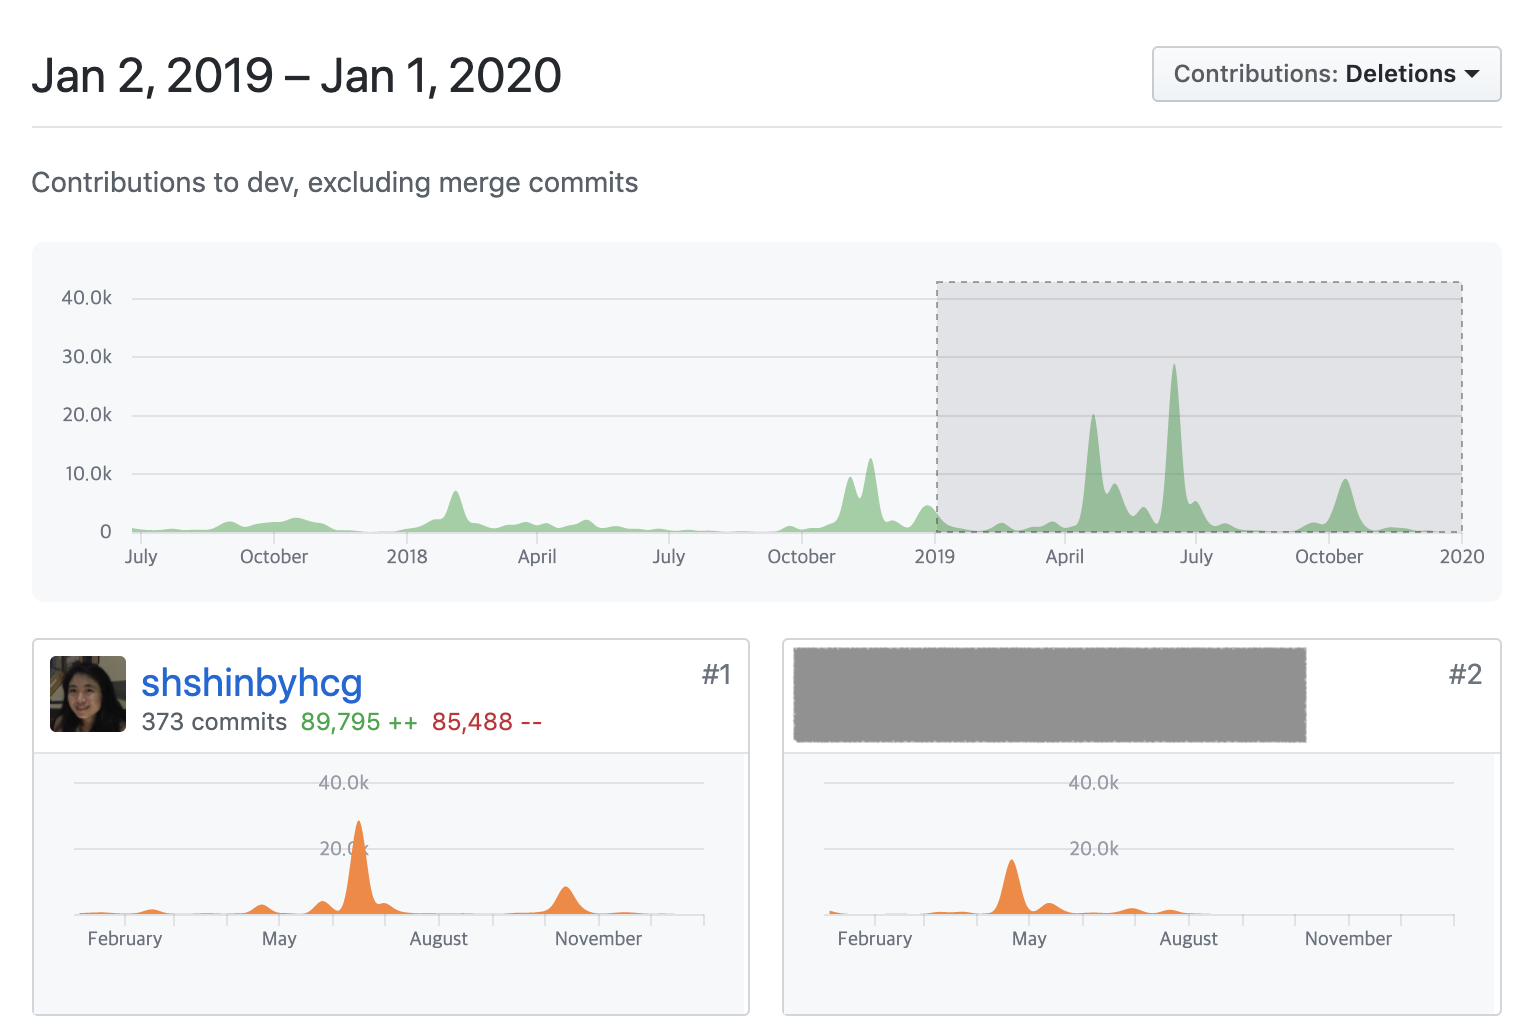 Jan 2, 2019 – Jan 1, 2020
Contributions: Deletions
Contributions to dev, excluding merge commits
40.0k
30.0k
20.0k
10.0k
0
July October 2018 April July October 2019 April July October 2020
shshinbyhcg #1
373 commits 89,795 ++ 85,488 --
40.0k
20.0k
February May August November
#2
40.0k
20.0k
February May August November